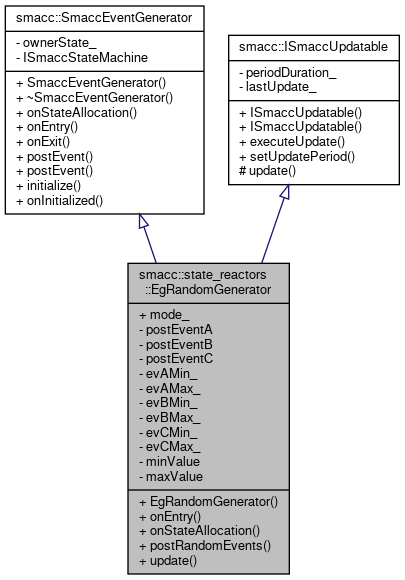 smacc::SmaccEventGenerator
- ownerState_
- ISmaccStateMachine
+ SmaccEventGenerator()
+ ~SmaccEventGenerator()
+ onStateAllocation()
+ onEntry()
+ onExit()
+ postEvent()
+ postEvent()
+ initialize()
+ onInitialized()
smacc::ISmaccUpdatable
- periodDuration_
- lastUpdate_
+ ISmaccUpdatable()
+ ISmaccUpdatable()
+ executeUpdate()
+ setUpdatePeriod()
# update()
smacc::state_reactors
::EgRandomGenerator
+ mode_
- postEventA
- postEventB
- postEventC
- evAMin_
- evAMax_
- evBMin_
- evBMax_
- evCMin_
- evCMax_
- minValue
- maxValue
+ EgRandomGenerator()
+ onEntry()
+ onStateAllocation()
+ postRandomEvents()
+ update()